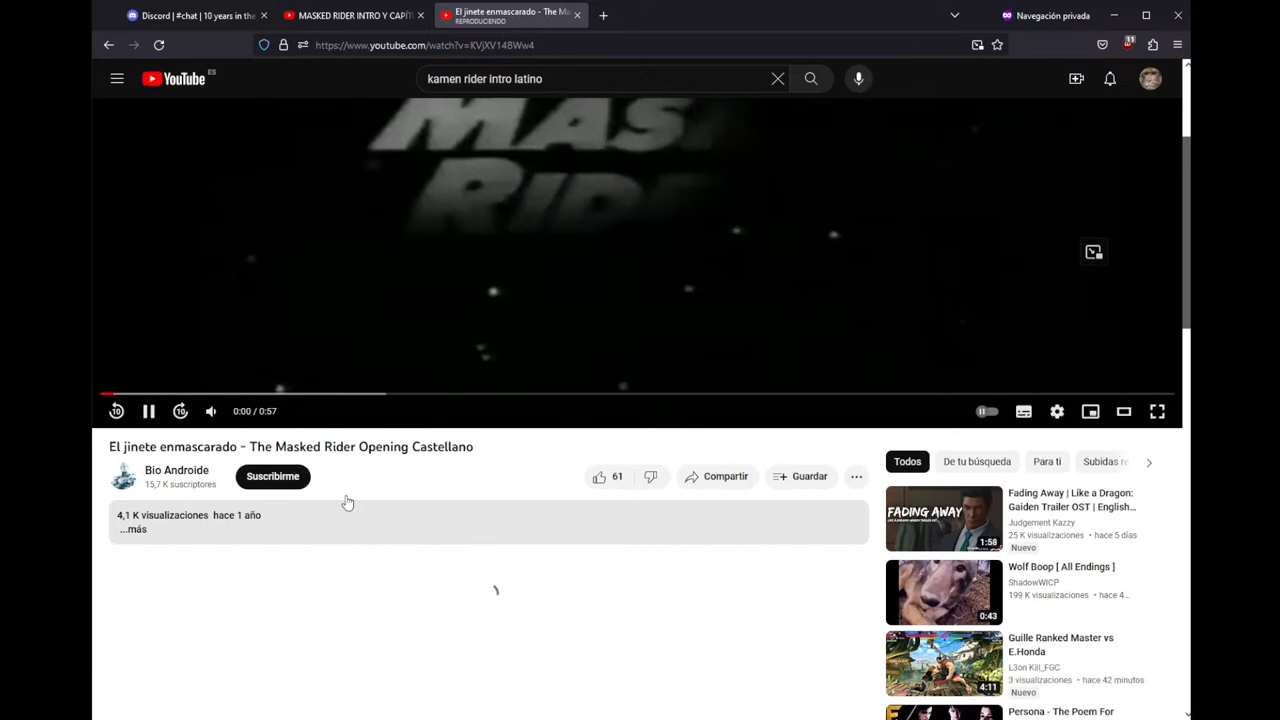 Discord | #chat | 10 years in the
MASKED RIDER INTRO Y CAPÍT
El jinete enmascarado - The Ma
REPRODUCIENDO
Navegación privada
https://www.youtube.com/watch?v=KVjXV14BWw4
11
YouTube ES
kamen rider intro latino
MAS
RIDE
10
10
0:00 / 0:57
El jinete enmascarado - The Masked Rider Opening Castellano
Bio Androide
15,7 K suscriptores
Suscribirme
61
Compartir
Guardar
4,1 K visualizaciones hace 1 año
...más
Todos
De tu búsqueda
Para ti
Subidas re
FADING AWAY
1:58
Fading Away | Like a Dragon:
Gaiden Trailer OST | English...
Judgement Kazzy
25 K visualizaciones • hace 5 días
Nuevo
0:43
Wolf Boop [ All Endings ]
ShadowWICP
199 K visualizaciones • hace 4...
4:11
Guille Ranked Master vs
E.Honda
L3on Kill_FGC
3 visualizaciones • hace 42 minutos
Nuevo
Persona - The Poem For